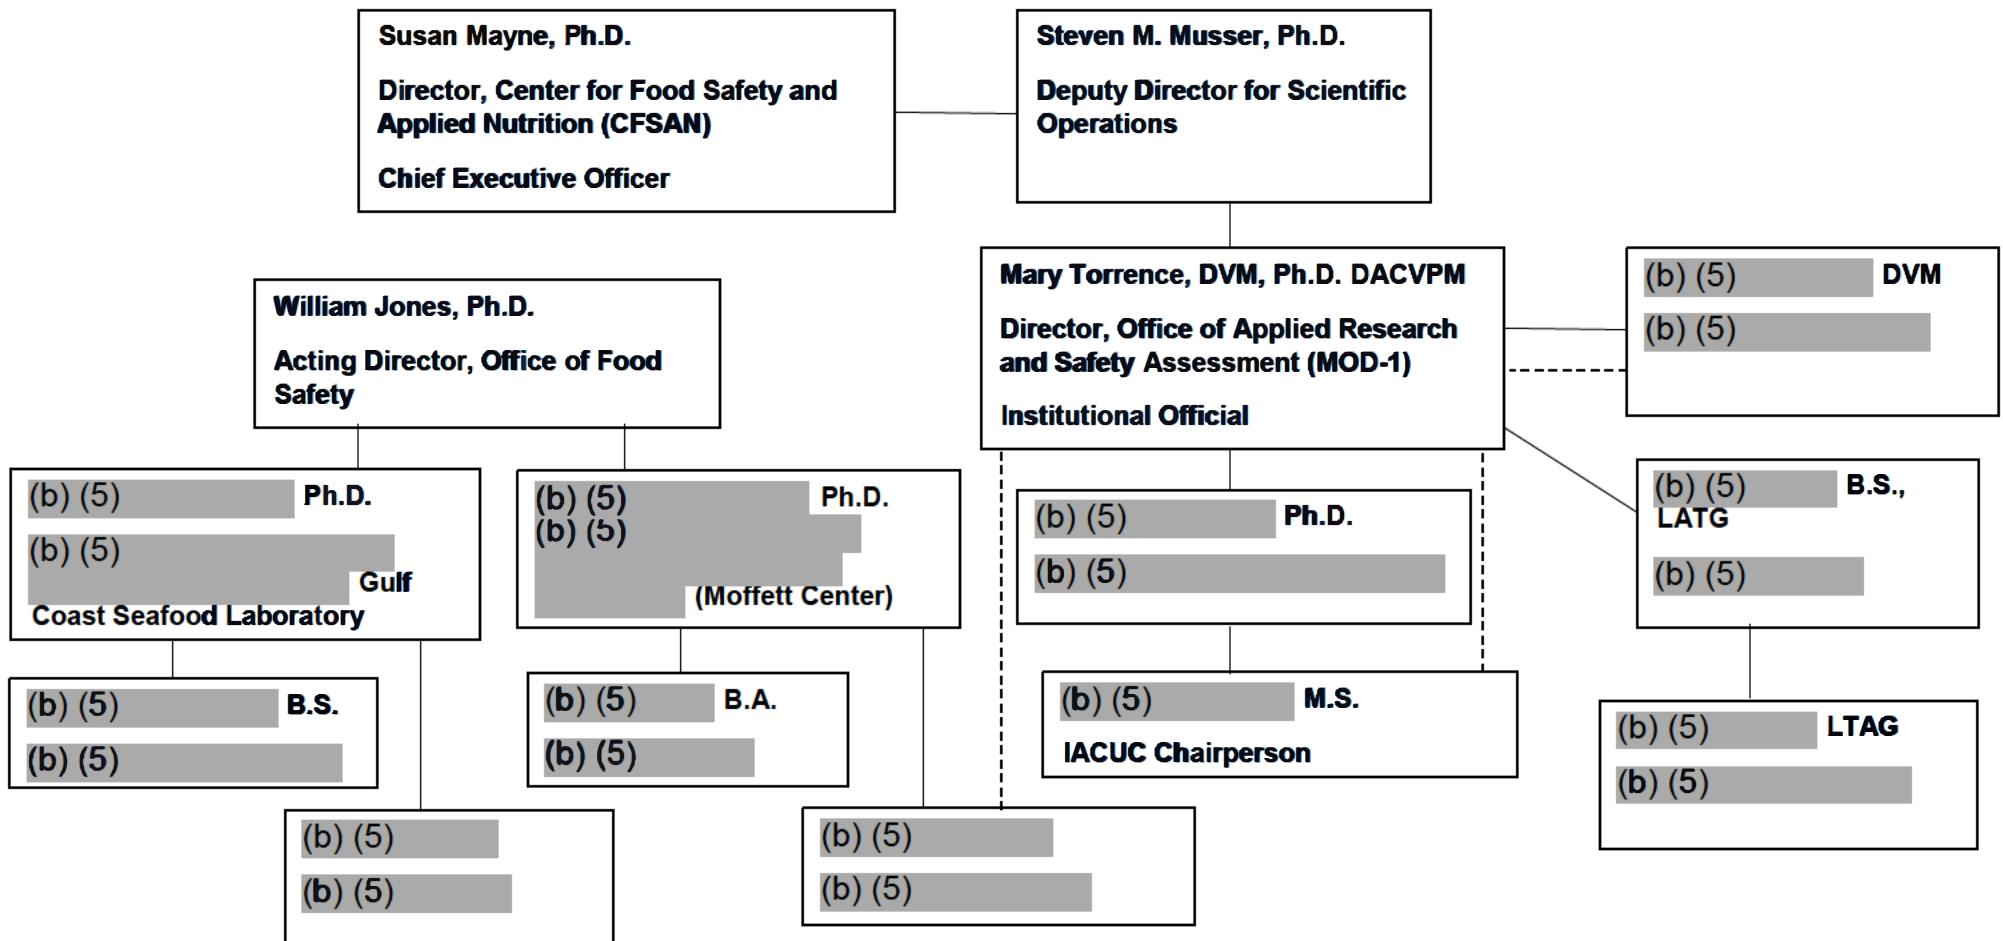 Susan Mayne, Ph.D.
Director, Center for Food Safety and
Applied Nutrition (CFSAN)
Chief Executive Officer
Steven M. Musser, Ph.D.
Deputy Director for Scientific
Operations
William Jones, Ph.D.
Acting Director, Office of Food
Safety
Mary Torrence, DVM, Ph.D. DACVPM
Director, Office of Applied Research
and Safety Assessment (MOD-1)
Institutional Official
(b) (5) DVM
(b) (5)
(b) (5) Ph.D.
(b) (5)
Gulf
Coast Seafood Laboratory
(b) (5) Ph.D.
(b) (5)
(Moffett Center)
(b) (5) Ph.D.
(b) (5)
(b) (5) B.S.,
LATG
(b) (5)
(b) (5) B.S.
(b) (5)
(b) (5) B.A.
(b) (5)
(b) (5) M.S.
IACUC Chairperson
(b) (5) LTAG
(b) (5)
(b) (5)
(b) (5)
(b) (5)
(b) (5)